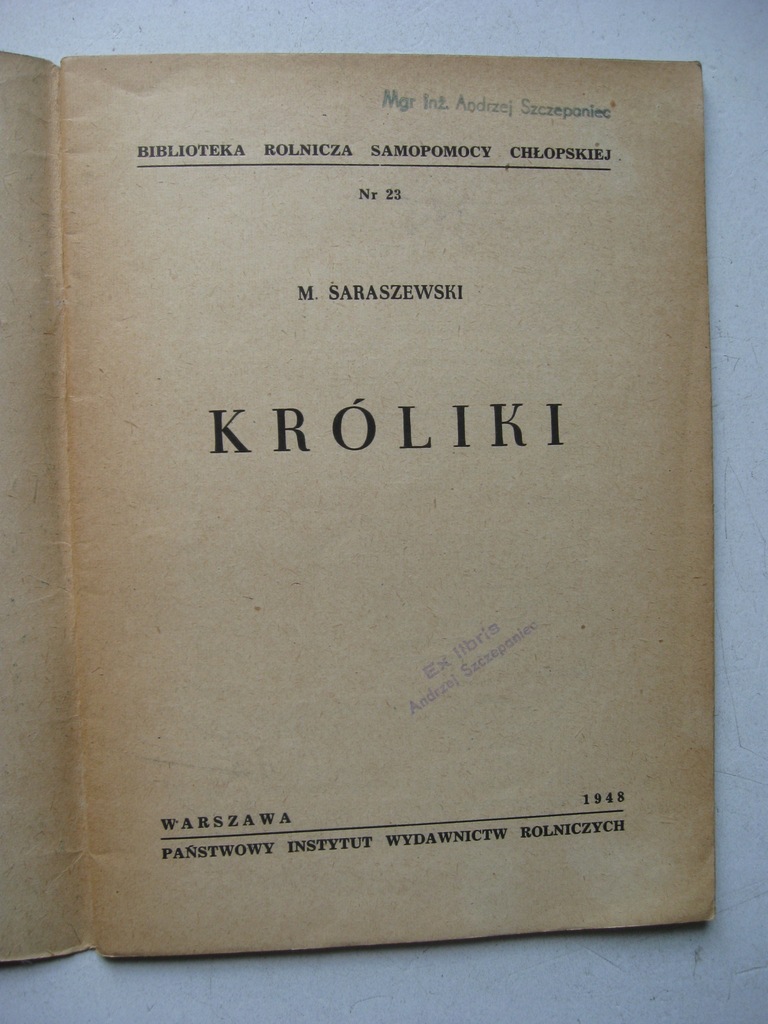 Mgr inż. Andrzej Szczepaniec
BIBLIOTEKA ROLNICZA SAMOPOMOCY CHŁOPSKIEJ
Nr 23
M. SARASZEWSKI
KRÓLIKI
Ex libris
Andrzej Szczepaniec
WARSZAWA 1948
PAŃSTWOWY INSTYTUT WYDAWNICTW ROLNICZYCH